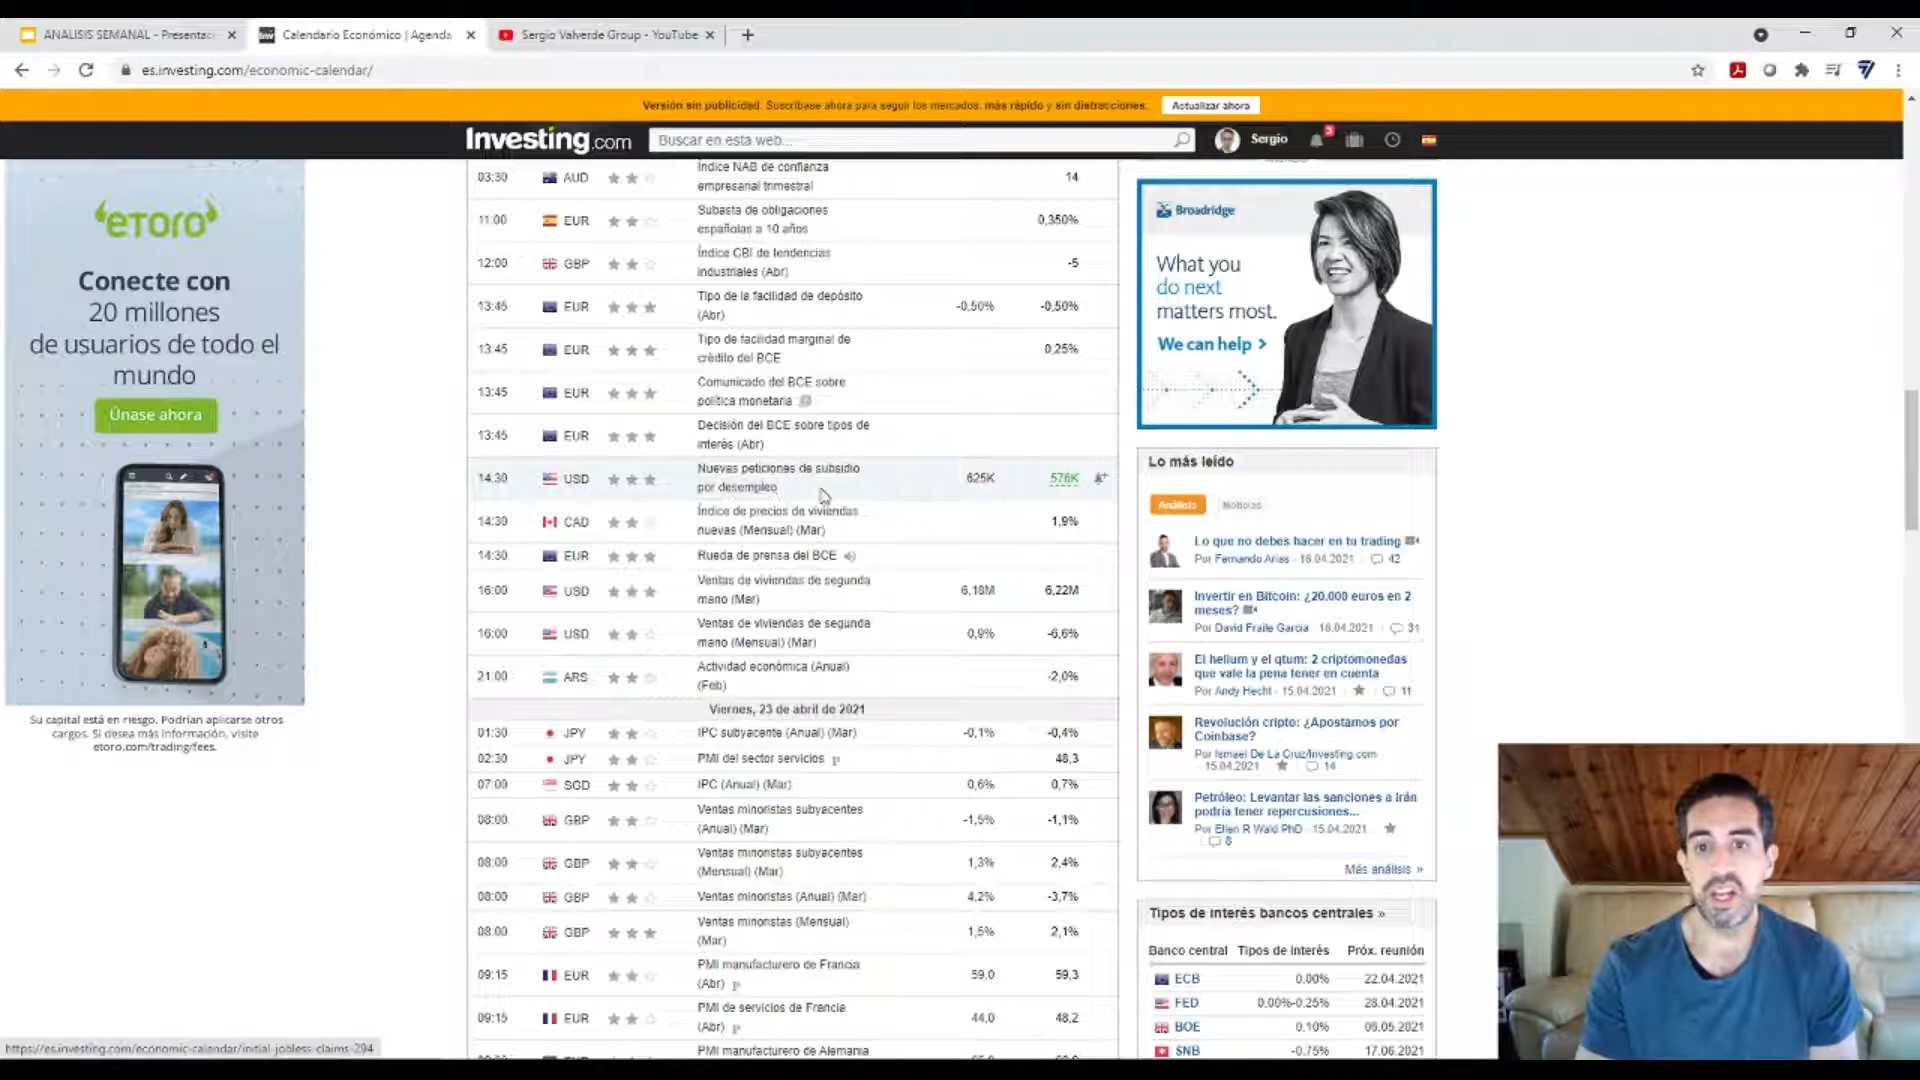 ANALISIS SEMANAL - Presentac
Calendario Económico | Agenda
Sergio Valverde Group - YouTube
es.investing.com/economic-calendar/
Versión sin publicidad. Suscríbase ahora para seguir los mercados, más rápido y sin distracciones.
Actualizar ahora
Investing.com
Buscar en esta web...
Sergio
3
03:30 AUD Índice NAB de confianza
empresarial trimestral 14
11:00 EUR Subasta de obligaciones
españolas a 10 años 0,350%
12:00 GBP Índice CBI de tendencias
industriales (Abr) -5
13:45 EUR Tipo de la facilidad de depósito
(Abr) -0,50% -0,50%
13:45 EUR Tipo de facilidad marginal de
crédito del BCE 0,25%
13:45 EUR Comunicado del BCE sobre
política monetaria
13:45 EUR Decisión del BCE sobre tipos de
interés (Abr)
14:30 USD Nuevas peticiones de subsidio
por desempleo 625K 576K
14:30 CAD Índice de precios de viviendas
nuevas (Mensual) (Mar) 1,9%
14:30 EUR Rueda de prensa del BCE
16:00 USD Ventas de viviendas de segunda
mano (Mar) 6,18M 6,22M
16:00 USD Ventas de viviendas de segunda
mano (Mensual) (Mar) 0,9% -6,6%
21:00 ARS Actividad económica (Anual)
(Feb) -2,0%
Viernes, 23 de abril de 2021
01:30 JPY IPC subyacente (Anual) (Mar) -0,1% -0,4%
02:30 JPY PMI del sector servicios 48,3
07:00 SGD IPC (Anual) (Mar) 0,6% 0,7%
08:00 GBP Ventas minoristas subyacentes
(Anual) (Mar) -1,5% -1,1%
08:00 GBP Ventas minoristas subyacentes
(Mensual) (Mar) 1,3% 2,4%
08:00 GBP Ventas minoristas (Anual) (Mar) 4,2% -3,7%
08:00 GBP Ventas minoristas (Mensual)
(Mar) 1,5% 2,1%
09:15 EUR PMI manufacturero de Francia
(Abr) 59,0 59,3
09:15 EUR PMI de servicios de Francia
(Abr) 44,0 48,2
PMI manufacturero de Alemania
eToro
Conecte con
20 millones
de usuarios de todo el
mundo
Únase ahora
Su capital está en riesgo. Podrían aplicarse otros
cargos. Si desea más información, visite
etoro.com/trading/fees.
Broadridge
What you
do next
matters most.
We can help >
Lo más leído
Análisis
Noticias
Lo que no debes hacer en tu trading
Por Fernando Arias - 16.04.2021 42
Invertir en Bitcoin: ¿20.000 euros en 2
meses?
Por David Fraile Garcia 16.04.2021 31
El helium y el qtum: 2 criptomonedas
que vale la pena tener en cuenta
Por Andy Hecht - 15.04.2021 11
Revolución cripto: ¿Apostamos por
Coinbase?
Por Ismael De La Cruz/Investing.com
15.04.2021 14
Petróleo: Levantar las sanciones a Irán
podría tener repercusiones...
Por Ellen R Wald PhD 15.04.2021
8
Más análisis »
Tipos de interés bancos centrales »
Banco central Tipos de interés Próx. reunión
ECB 0.00% 22.04.2021
FED 0.00%-0.25% 28.04.2021
BOE 0.10% 06.05.2021
SNB -0.75% 17.06.2021
https://es.investing.com/economic-calendar/initial-jobless-claims-294